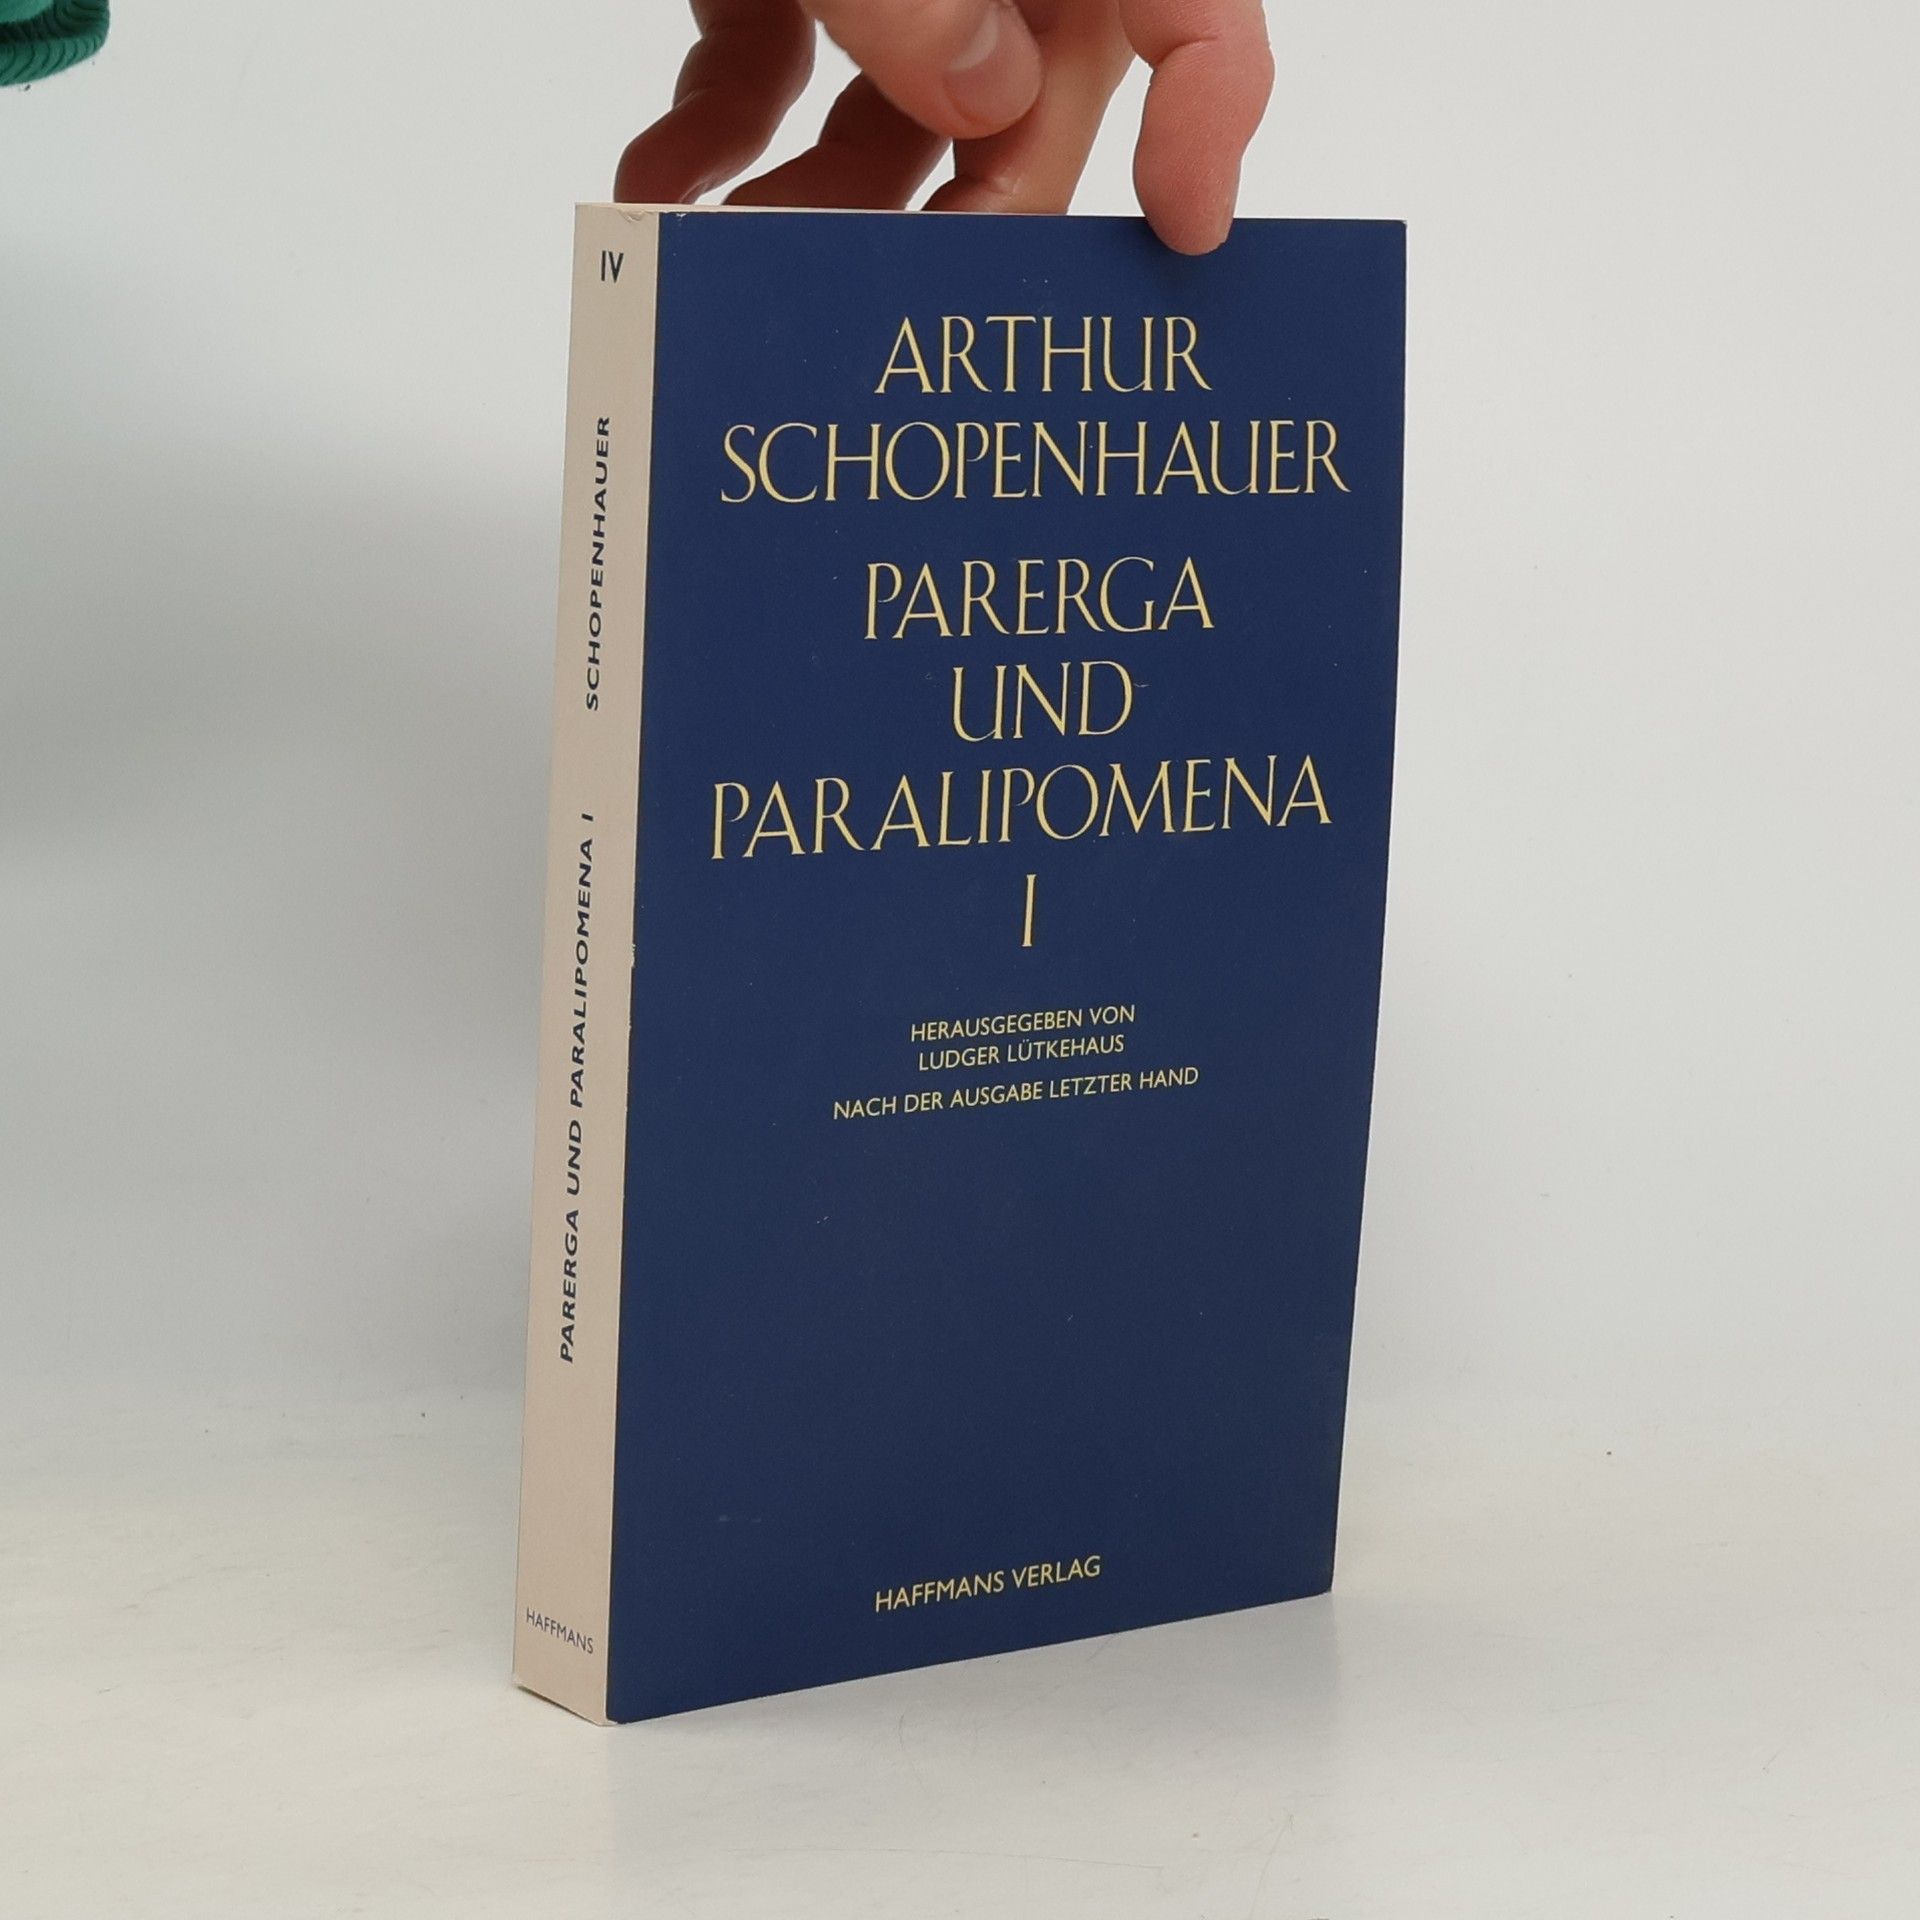 IV
SCHOPENHAUER
PARERGA UND PARALIPOMENA I
HAFFMANS
ARTHUR
SCHOPENHAUER
PARERGA
UND
PARALIPOMENA
I
HERAUSGEGEBEN VON
LUDGER LÜTKEHAUS
NACH DER AUSGABE LETZTER HAND
HAFFMANS VERLAG